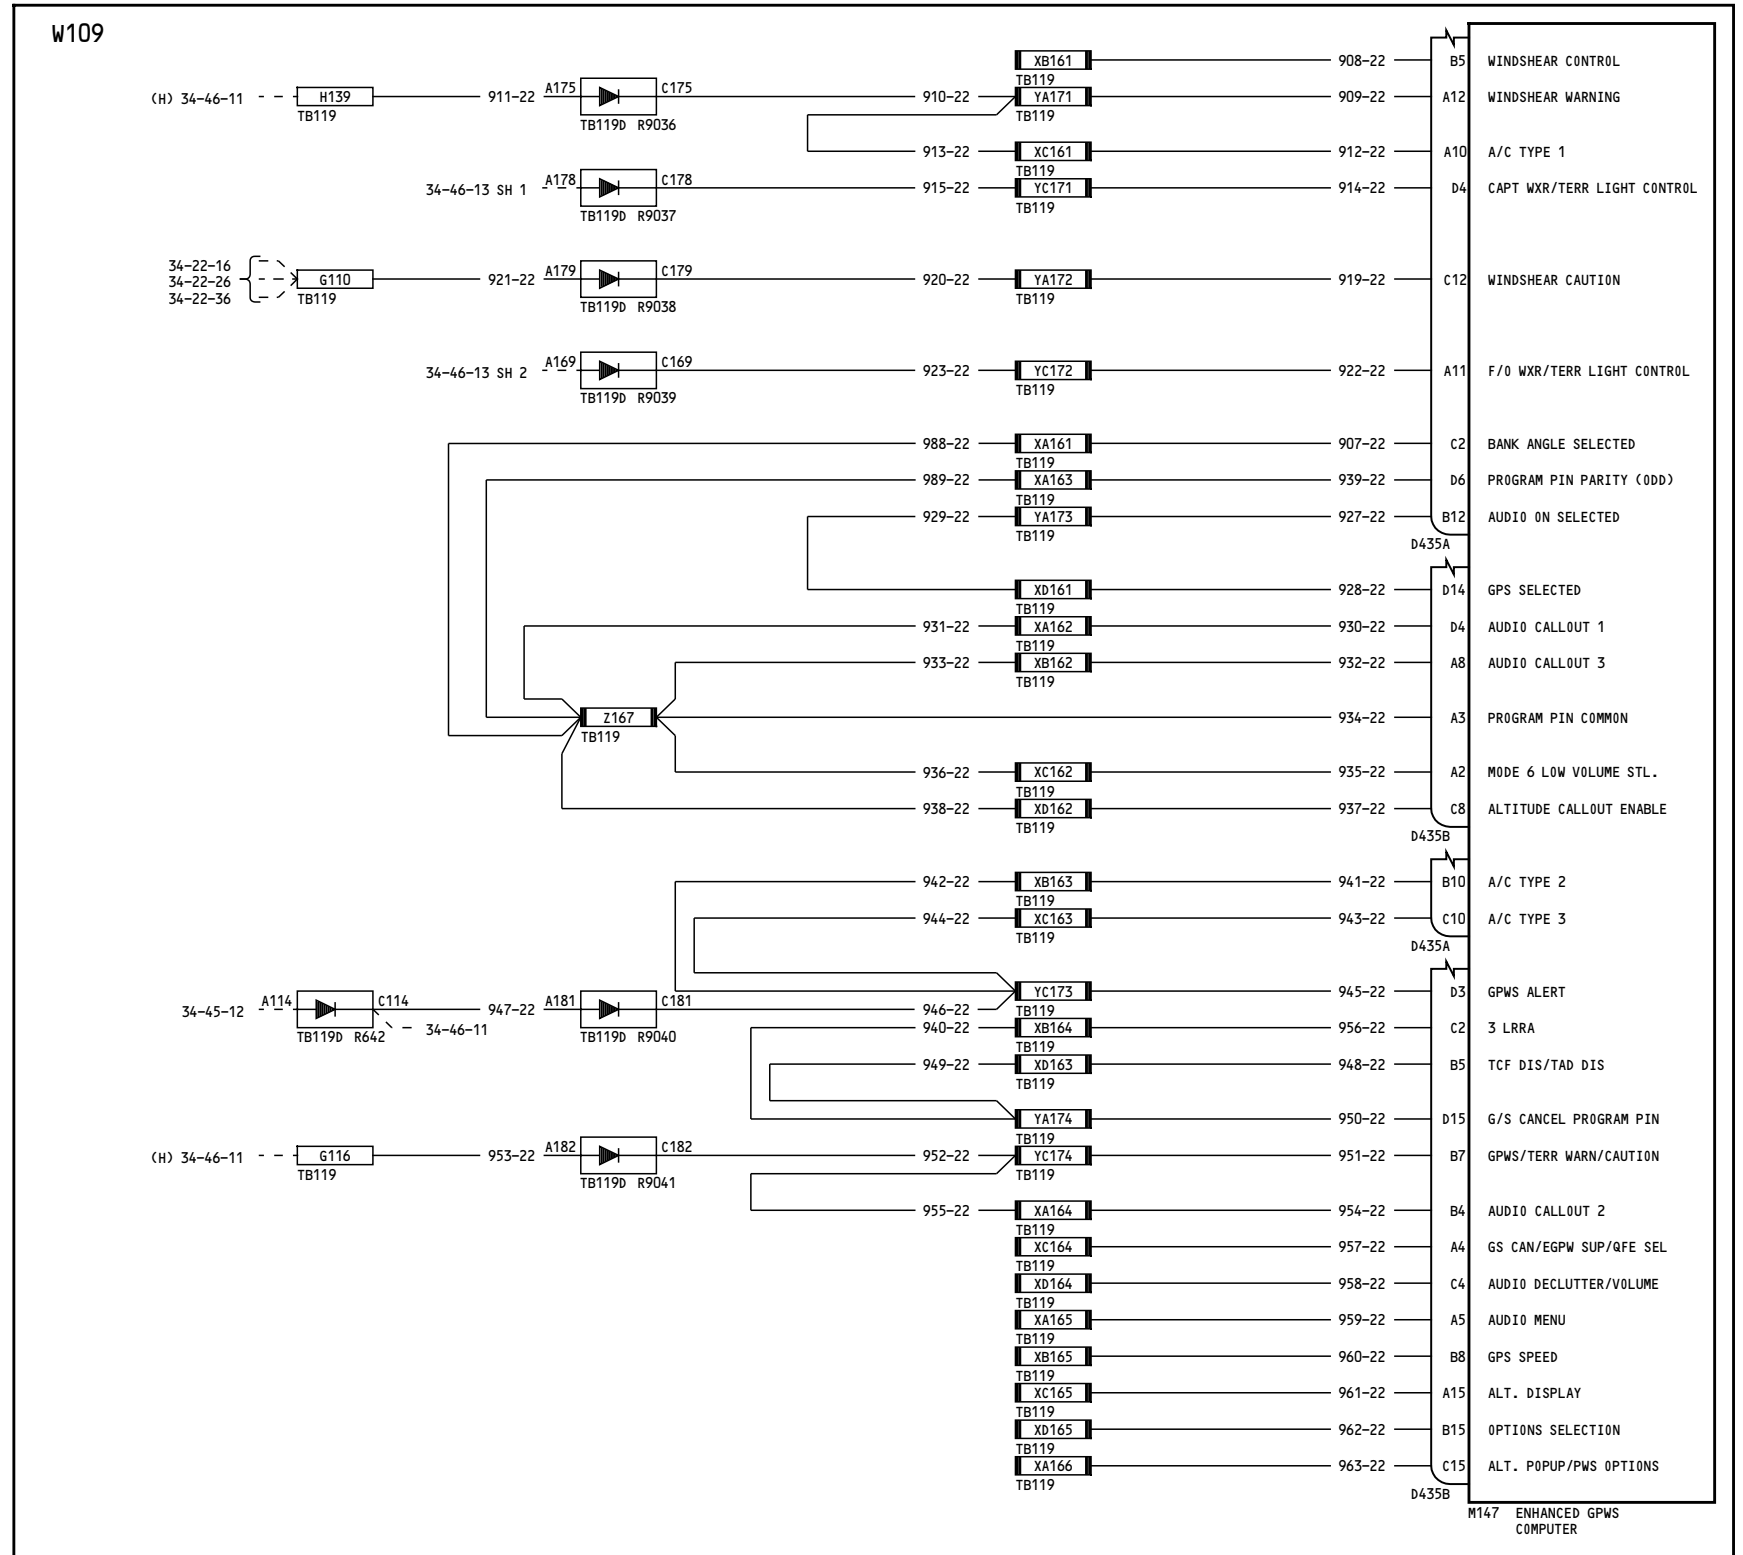 W109
XB161 908-22 B5 WINDSHEAR CONTROL
TB119
(H) 34-46-11 H139 911-22 A175 C175 910-22 YA171 909-22 A12 WINDSHEAR WARNING
TB119 TB119D R9036 TB119
913-22 XC161 912-22 A10 A/C TYPE 1
TB119
34-46-13 SH 1 A178 C178 915-22 YC171 914-22 D4 CAPT WXR/TERR LIGHT CONTROL
TB119D R9037 TB119
34-22-16
34-22-26 G110 921-22 A179 C179 920-22 YA172 919-22 C12 WINDSHEAR CAUTION
34-22-36 TB119 TB119D R9038 TB119
34-46-13 SH 2 A169 C169 923-22 YC172 922-22 A11 F/O WXR/TERR LIGHT CONTROL
TB119D R9039 TB119
988-22 XA161 907-22 C2 BANK ANGLE SELECTED
TB119
989-22 XA163 939-22 D6 PROGRAM PIN PARITY (ODD)
TB119
929-22 YA173 927-22 B12 AUDIO ON SELECTED
TB119
D435A
XD161 928-22 D14 GPS SELECTED
TB119
931-22 XA162 930-22 D4 AUDIO CALLOUT 1
TB119
933-22 XB162 932-22 A8 AUDIO CALLOUT 3
TB119
Z167 934-22 A3 PROGRAM PIN COMMON
TB119
936-22 XC162 935-22 A2 MODE 6 LOW VOLUME STL.
TB119
938-22 XD162 937-22 C8 ALTITUDE CALLOUT ENABLE
TB119
D435B
942-22 XB163 941-22 B10 A/C TYPE 2
TB119
944-22 XC163 943-22 C10 A/C TYPE 3
TB119
D435A
YC173 945-22 D3 GPWS ALERT
34-45-12 A114 C114 947-22 A181 C181 946-22 TB119
34-46-11
TB119D R642 TB119D R9040
940-22 XB164 956-22 C2 3 LRRA
TB119
949-22 XD163 948-22 B5 TCF DIS/TAD DIS
TB119
YA174 950-22 D15 G/S CANCEL PROGRAM PIN
TB119
(H) 34-46-11 G116 953-22 A182 C182 952-22 YC174 951-22 B7 GPWS/TERR WARN/CAUTION
TB119 TB119D R9041 TB119
955-22 XA164 954-22 B4 AUDIO CALLOUT 2
TB119
XC164 957-22 A4 GS CAN/EGPW SUP/QFE SEL
TB119
XD164 958-22 C4 AUDIO DECLUTTER/VOLUME
TB119
XA165 959-22 A5 AUDIO MENU
TB119
XB165 960-22 B8 GPS SPEED
TB119
XC165 961-22 A15 ALT. DISPLAY
TB119
XD165 962-22 B15 OPTIONS SELECTION
TB119
XA166 963-22 C15 ALT. POPUP/PWS OPTIONS
TB119
D435B
M147 ENHANCED GPWS
COMPUTER